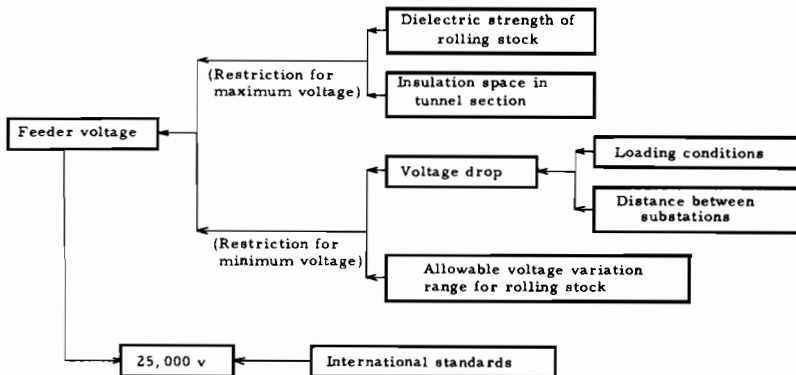 Dielectric strength of
rolling stock
(Restriction for
maximum voltage)
Insulation space in
tunnel section
Feeder voltage
Loading conditions
Voltage drop
Distance between
substations
(Restriction for
minimum voltage)
Allowable voltage variation
range for rolling stock
25,000 v
International standards